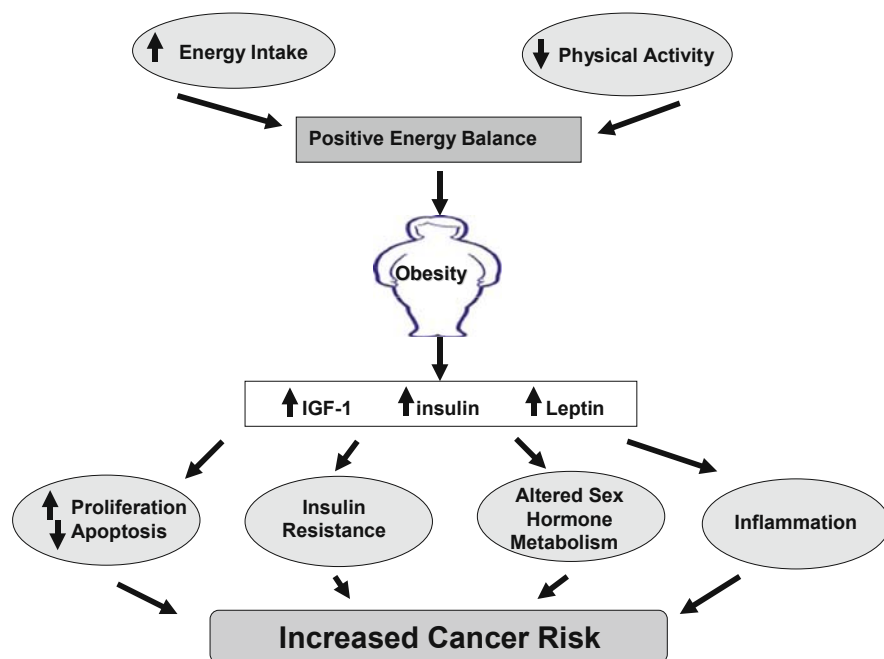 Energy Intake
Physical Activity
Positive Energy Balance
Obesity
IGF-1 insulin Leptin
Proliferation
Apoptosis
Insulin
Resistance
Altered Sex
Hormone
Metabolism
Inflammation
Increased Cancer Risk